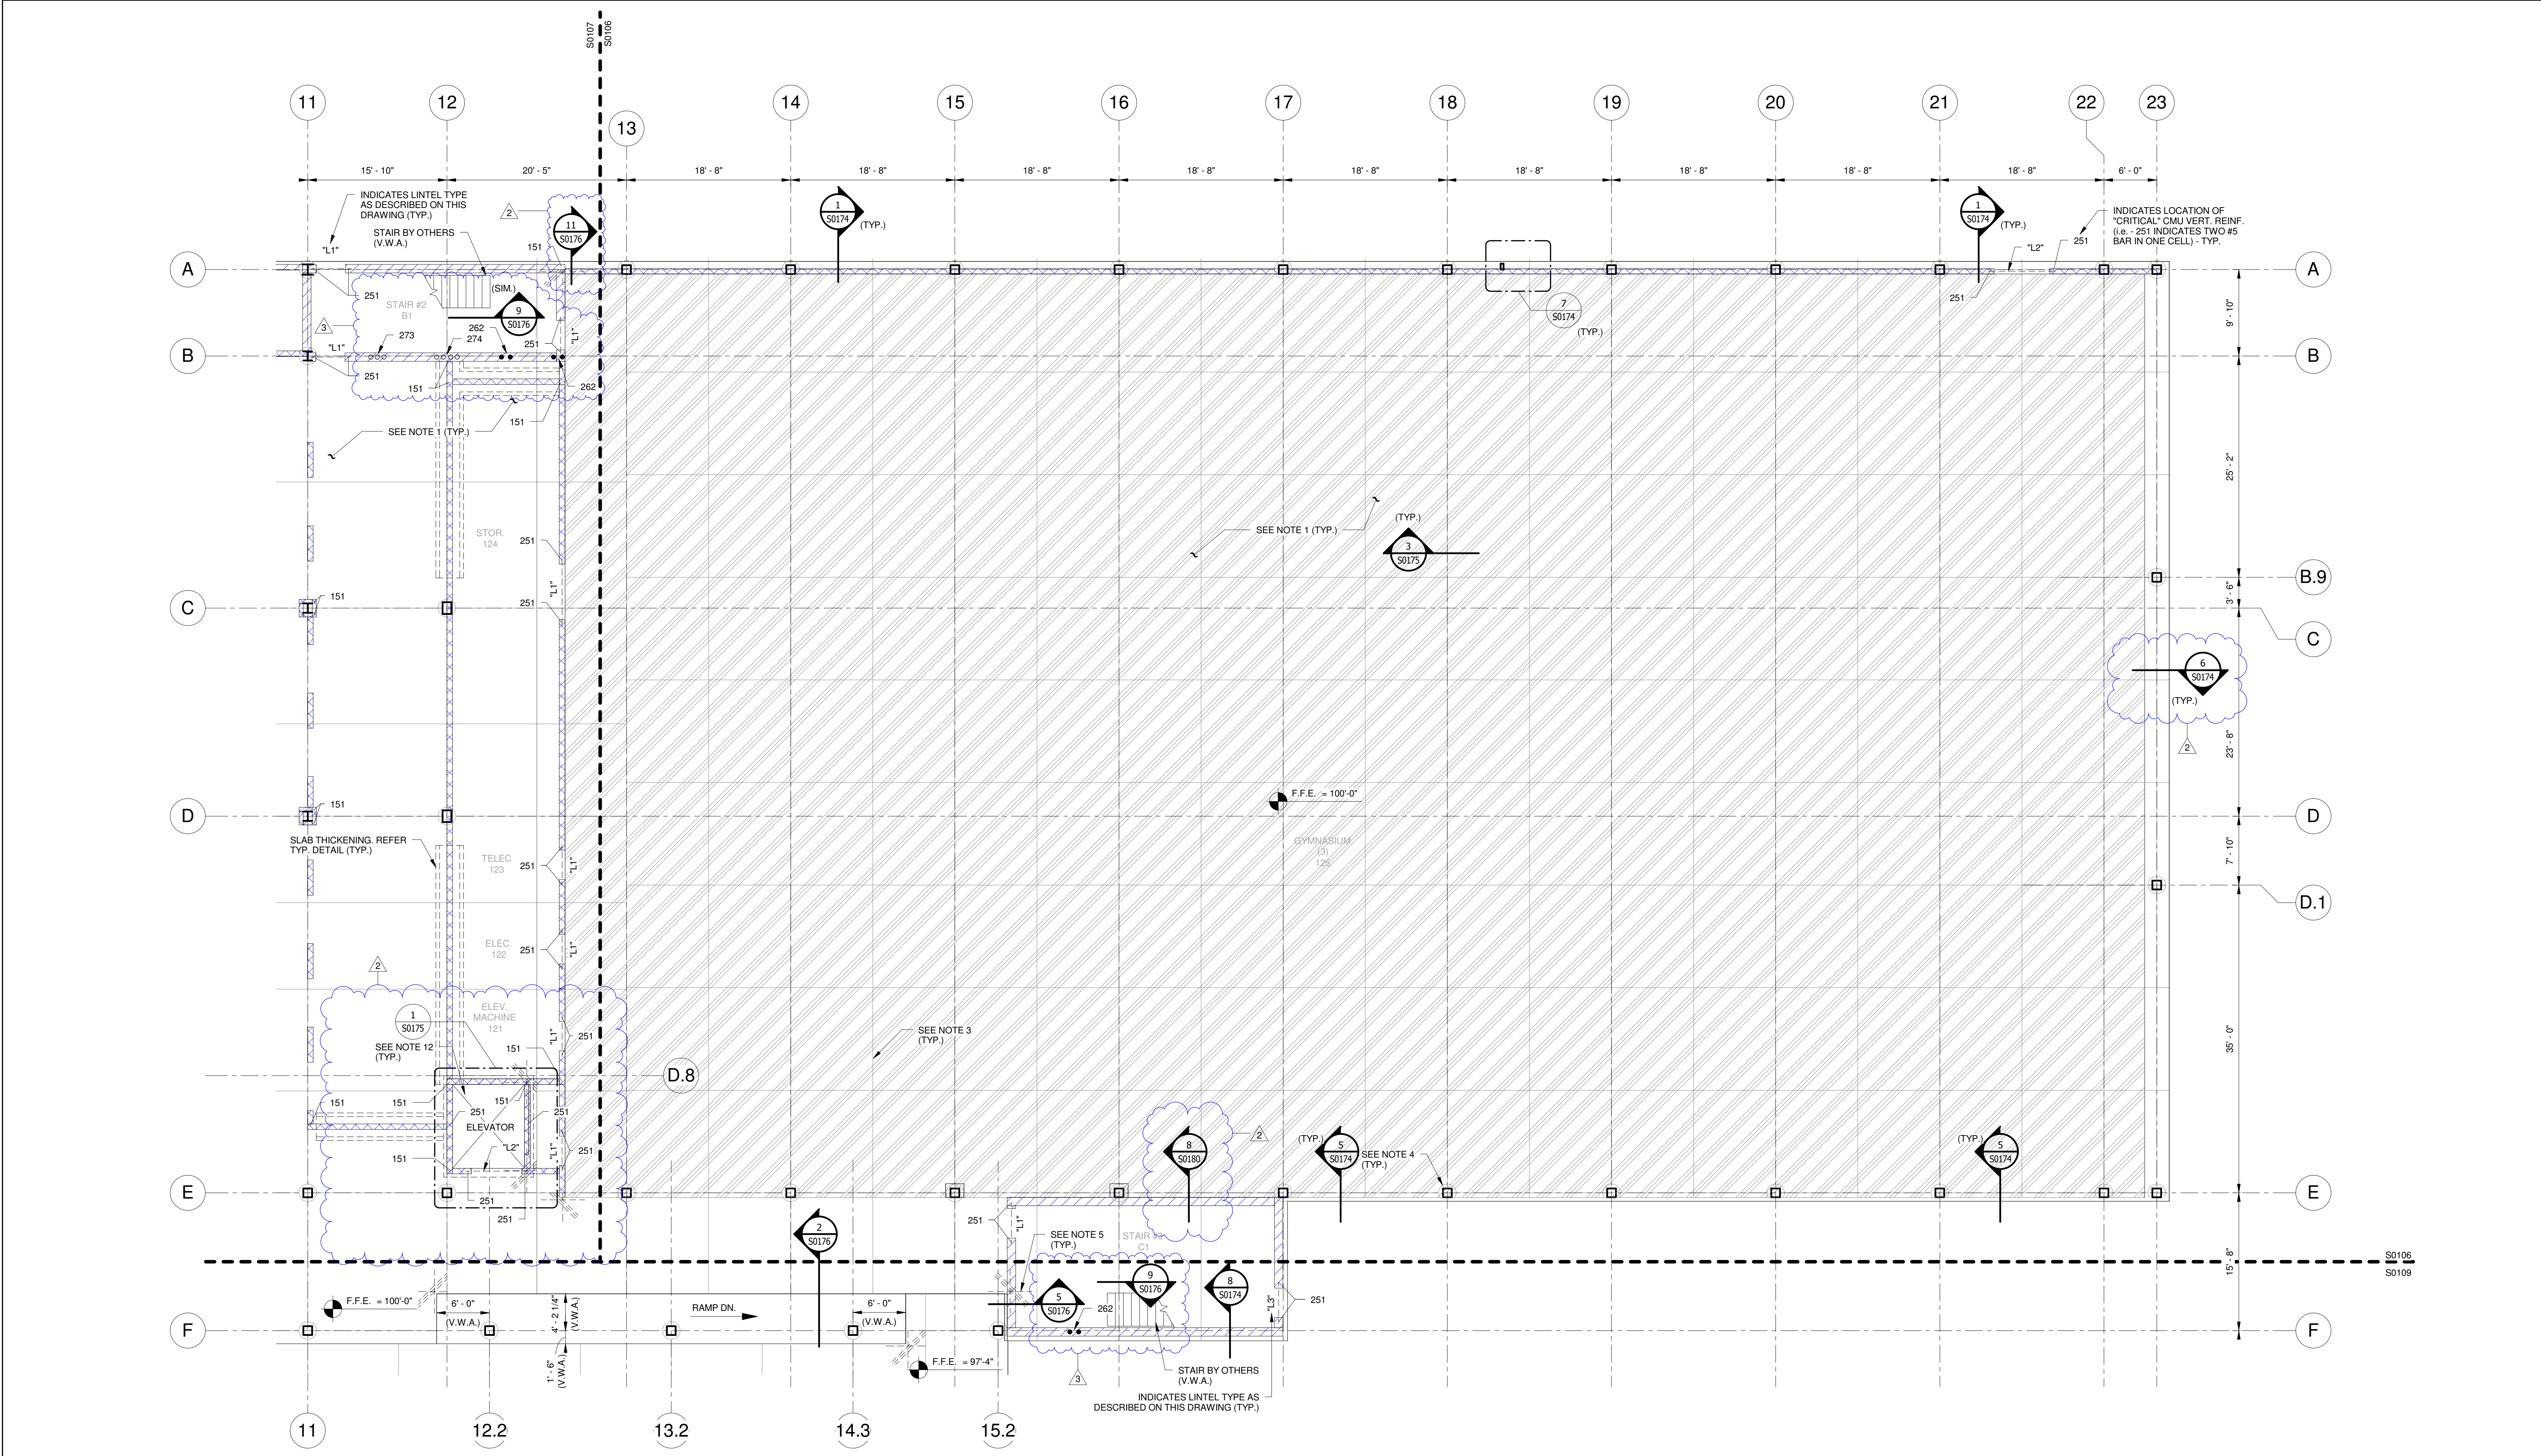 S0107
S0106
11
12
13
14
15
16
17
18
19
20
21
22
23
15' - 10"
20' - 5"
18' - 8"
18' - 8"
18' - 8"
18' - 8"
18' - 8"
18' - 8"
18' - 8"
18' - 8"
18' - 8"
6' - 0"
INDICATES LINTEL TYPE
AS DESCRIBED ON THIS
DRAWING (TYP.)
"L1"
STAIR BY OTHERS
(V.W.A.)
2
151
11
S0176
1
S0174
(TYP.)
1
S0174
(TYP.)
INDICATES LOCATION OF
"CRITICAL" CMU VERT. REINF.
(i.e. - 251 INDICATES TWO #5
BAR IN ONE CELL) - TYP.
251
"L2"
251
A
A
251
STAIR #2
B1
(SIM.)
9
S0176
3
273
274
262
251
"L1"
"L1"
7
S0174
(TYP.)
9' - 10"
B
B
251
151
262
151
SEE NOTE 1 (TYP.)
25' - 2"
STOR.
124
251
SEE NOTE 1 (TYP.)
(TYP.)
3
S0175
B.9
3' - 6"
C
C
151
251
"L1"
6
S0174
(TYP.)
2
23' - 8"
D
D
151
F.F.E. = 100'-0"
GYMNASIUM
(3)
125
SLAB THICKENING. REFER
TYP. DETAIL (TYP.)
TELEC
123
251
"L1"
7' - 10"
D.1
ELEC.
122
251
"L1"
2
ELEV.
MACHINE
121
1
S0175
SEE NOTE 12
(TYP.)
151
"L1"
251
SEE NOTE 3
(TYP.)
35' - 0"
D.8
151
151
251
151
251
ELEVATOR
"L2"
151
251
251
"L1"
251
8
S0180
2
(TYP.)
5
S0174
SEE NOTE 4
(TYP.)
(TYP.)
5
S0174
E
E
251
"L1"
SEE NOTE 5
(TYP.)
STAIR #3
C1
2
S0176
S0106
S0109
15' - 8"
F.F.E. = 100'-0"
6' - 0"
(V.W.A.)
4' - 2 1/4"
(V.W.A.)
RAMP DN.
6' - 0"
(V.W.A.)
5
S0176
9
S0176
262
8
S0174
"L3"
251
F
F
1' - 6"
(V.W.A.)
F.F.E. = 97'-4"
3
STAIR BY OTHERS
(V.W.A.)
INDICATES LINTEL TYPE AS
DESCRIBED ON THIS DRAWING (TYP.)
11
12.2
13.2
14.3
15.2